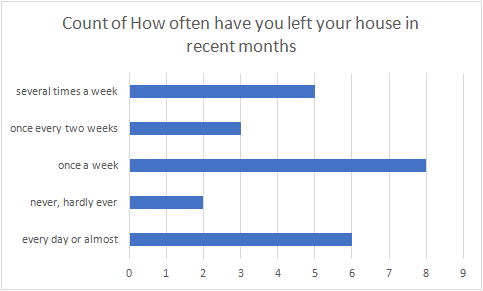 Count of How often have you left your house in
recent months
several times a week
once every two weeks
once a week
never, hardly ever
every day or almost
0 1 2 3 4 5 6 7 8 9